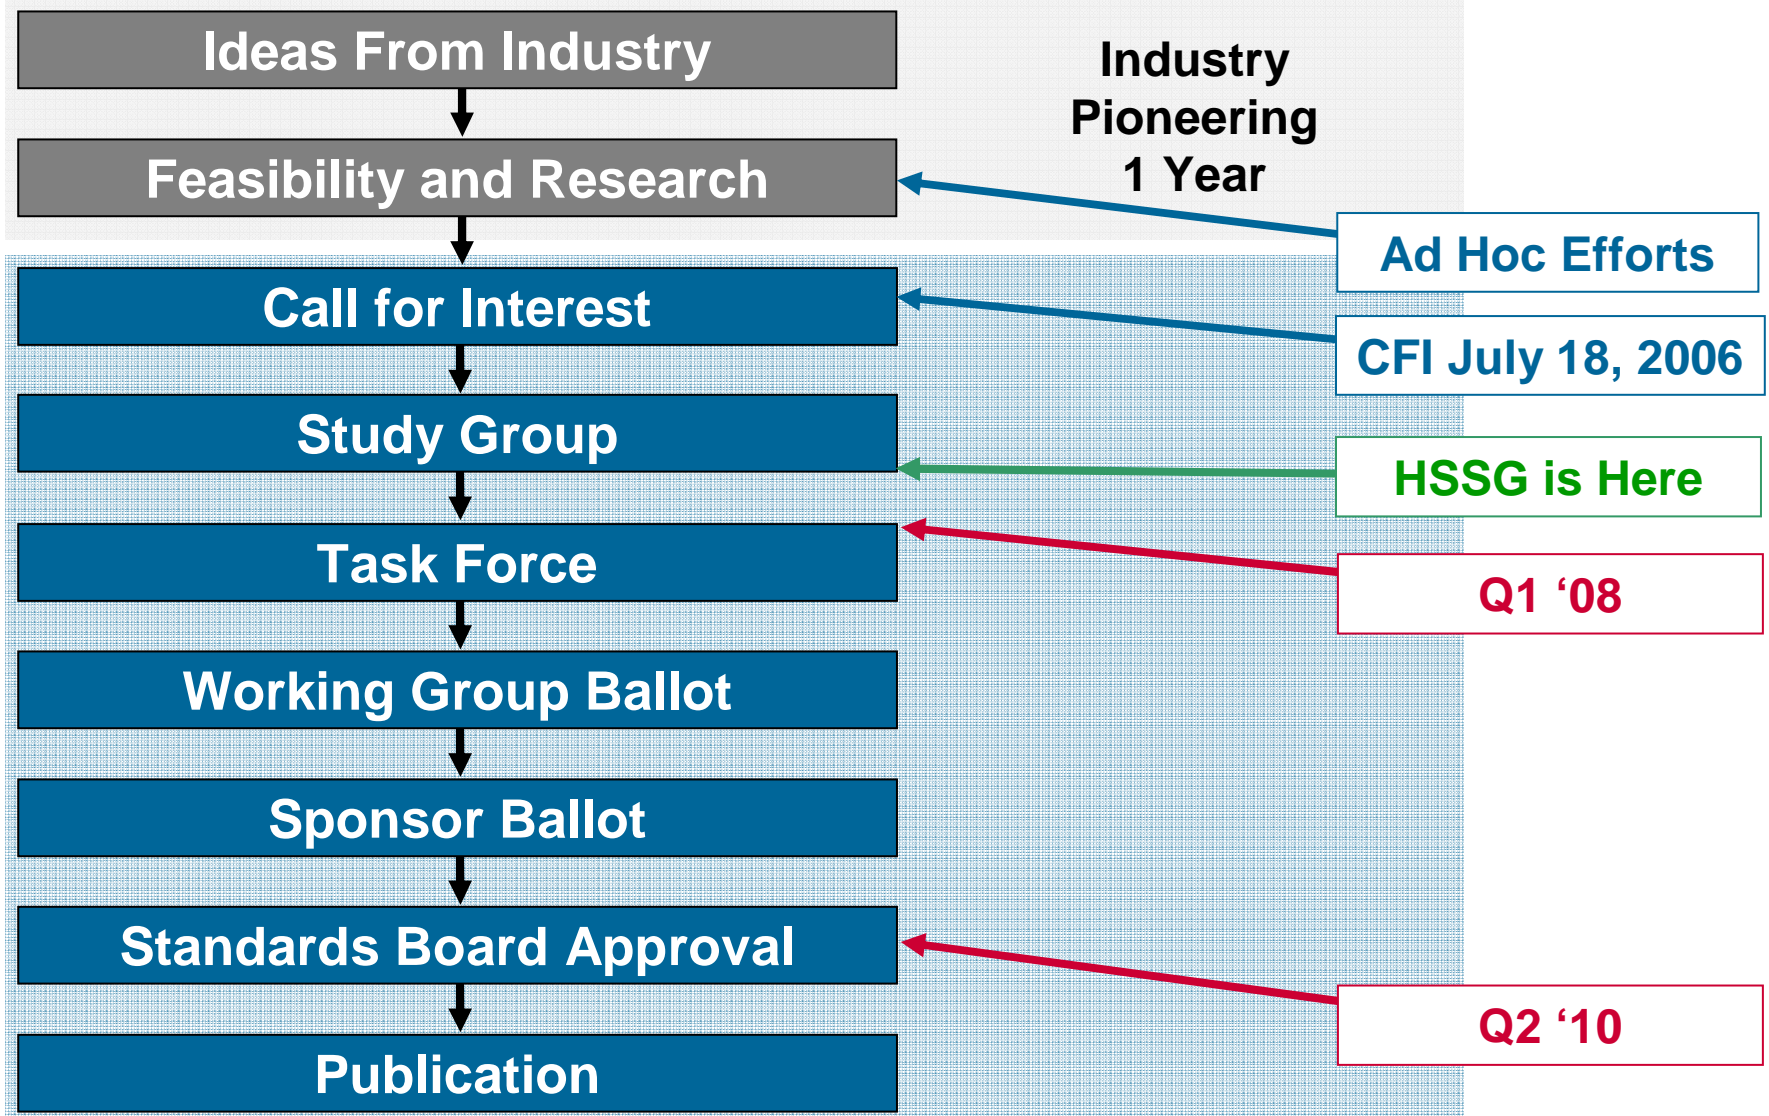 Ideas From Industry
Feasibility and Research
Industry
Pioneering
1 Year
Ad Hoc Efforts
Call for Interest
CFI July 18, 2006
Study Group
HSSG is Here
Task Force
Q1 ‘08
Working Group Ballot
Sponsor Ballot
Standards Board Approval
Q2 ‘10
Publication